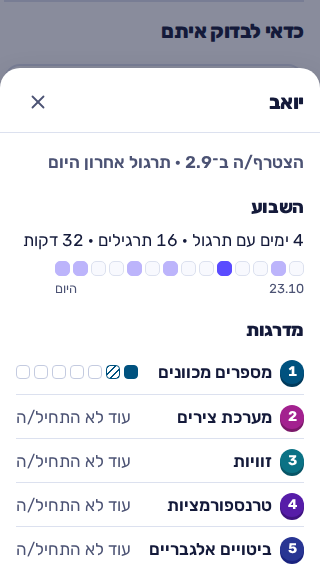 כדאי לבדוק איתם
יואב
הצטרף/ה ב־2.9 • תרגול אחרון היום
השבוע
4 ימים עם תרגול • 16 תרגילים • 32 דקות
23.10 היום
מדרגות
1 מספרים מכוונים
2 מערכת צירים עוד לא התחיל/ה
3 זוויות עוד לא התחיל/ה
4 טרנספורמציות עוד לא התחיל/ה
5 ביטויים אלגבריים עוד לא התחיל/ה